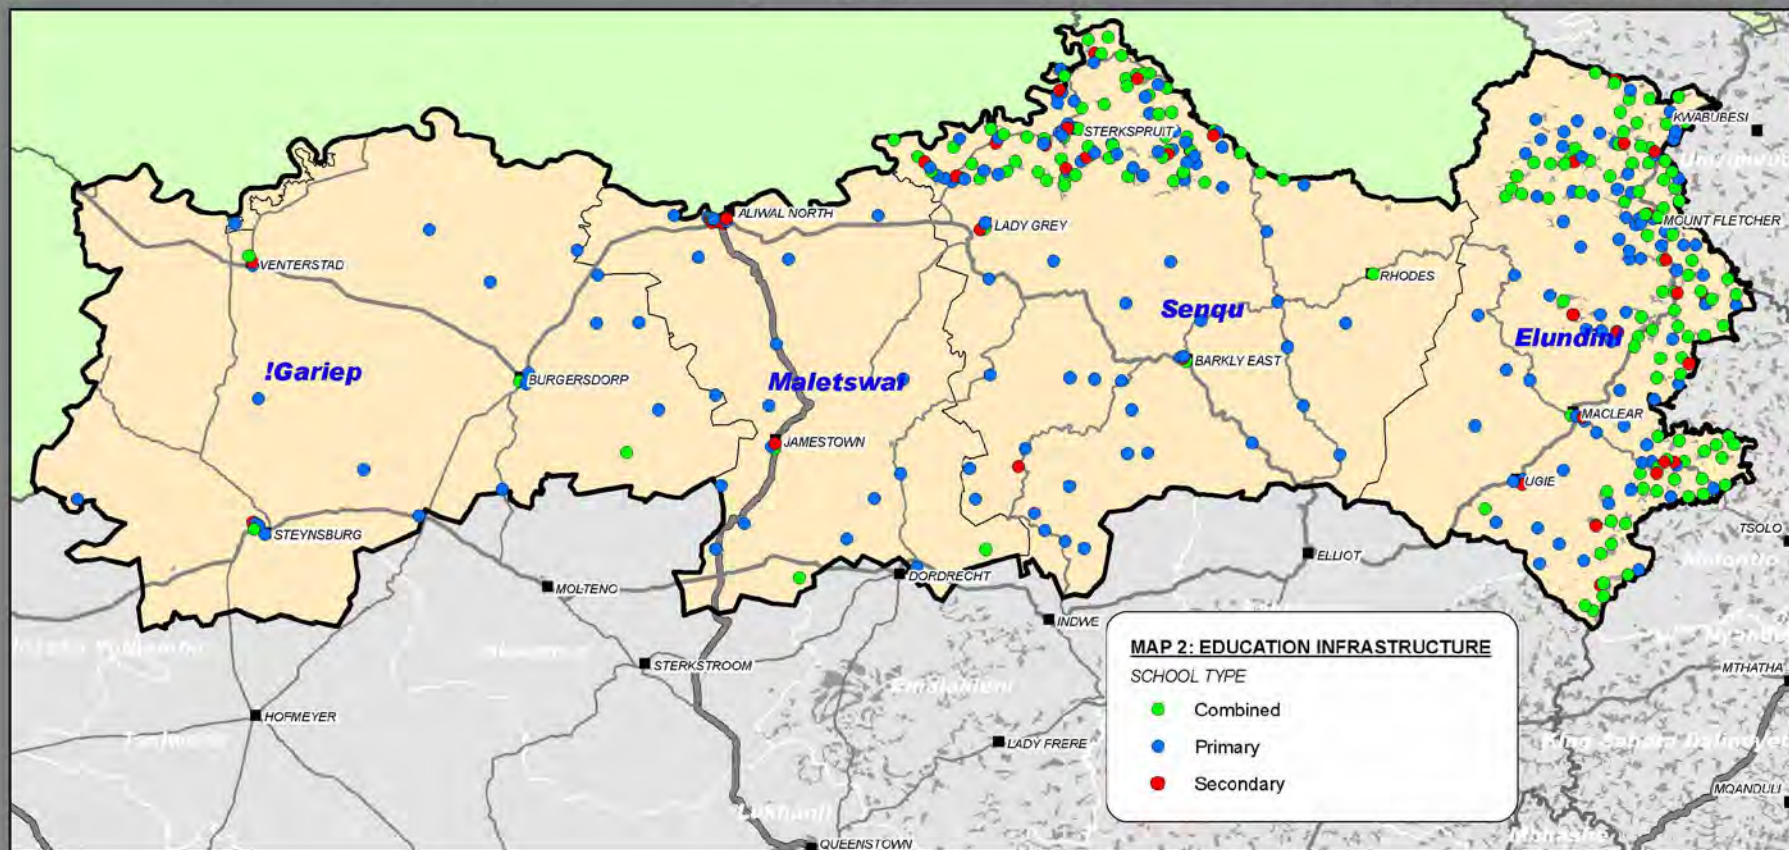 KWABUBESI
STERKSPRUIT
ALIWAL NORTH
LADY GREY
MOUNT FLETCHER
VENTERSTAD
RHODES
Senqu
Elundini
!Gariep
BURGERSDORP
Maletswai
BARKLY EAST
MACLEAR
JAMESTOWN
UGIE
STEYNSBURG
TSOLO
ELLIOT
MOLTENO
DORDRECHT
INDWE
MAP 2: EDUCATION INFRASTRUCTURE
SCHOOL TYPE
Combined
Primary
Secondary
STERKSTROOM
MTHATHA
Emalahleni
HOFMEYER
LADY FRERE
MQANDULI
Lukhanji
QUEENSTOWN